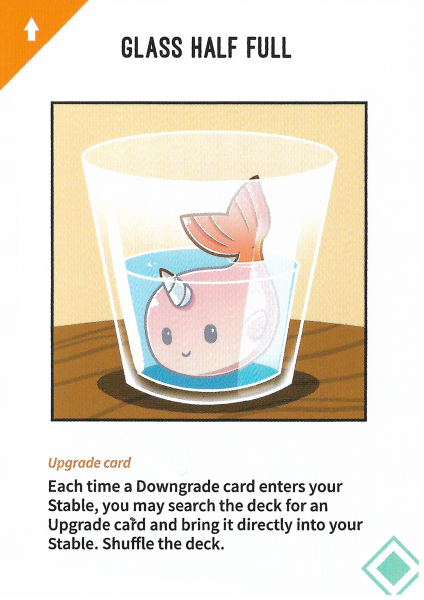 GLASS HALF FULL
Upgrade card
Each time a Downgrade card enters your
Stable, you may search the deck for an
Upgrade card and bring it directly into your
Stable. Shuffle the deck.